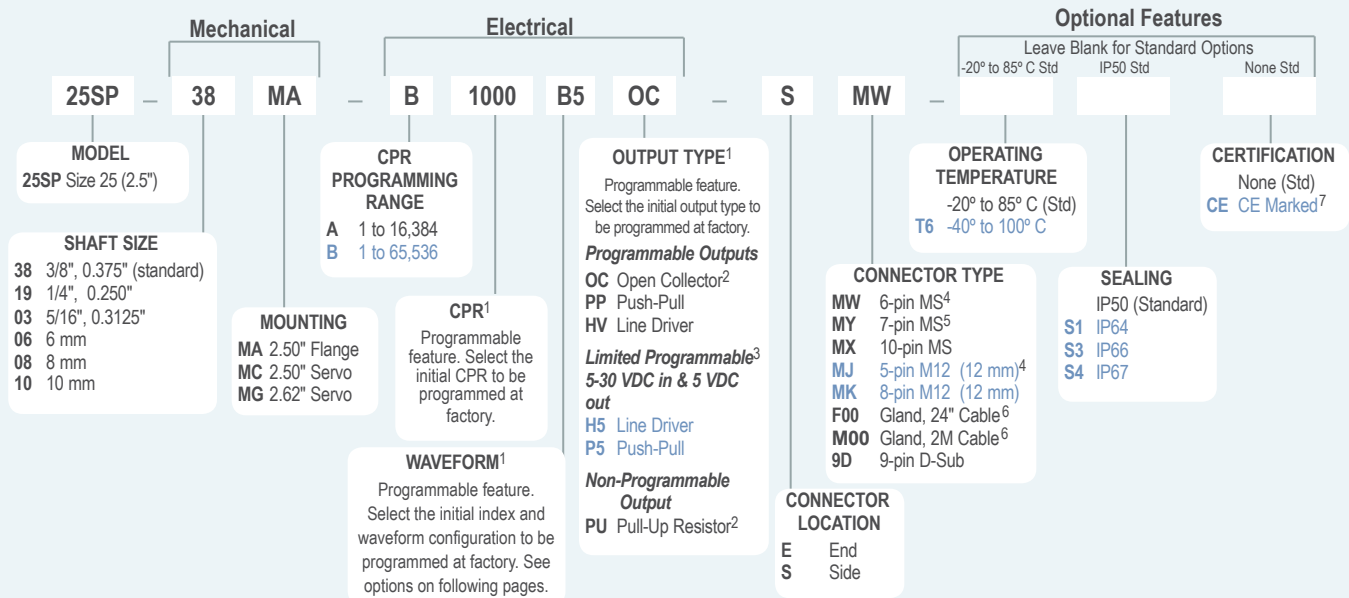 Mechanical
Electrical
Optional Features
Leave Blank for Standard Options
-20º to 85º C Std
IP50 Std
None Std
25SP – 38 MA – B 1000 B5 OC – S MW –
MODEL
25SP Size 25 (2.5")
SHAFT SIZE
38 3/8", 0.375" (standard)
19 1/4", 0.250"
03 5/16", 0.3125"
06 6 mm
08 8 mm
10 10 mm
MOUNTING
MA 2.50" Flange
MC 2.50" Servo
MG 2.62" Servo
CPR
PROGRAMMING
RANGE
A 1 to 16,384
B 1 to 65,536
CPR1
Programmable
feature. Select the
initial CPR to be
programmed at
factory.
WAVEFORM1
Programmable feature.
Select the initial index and
waveform configuration to be
programmed at factory. See
options on following pages.
OUTPUT TYPE1
Programmable feature.
Select the initial output type to
be programmed at factory.
Programmable Outputs
OC Open Collector2
PP Push-Pull
HV Line Driver
Limited Programmable3
5-30 VDC in & 5 VDC
out
H5 Line Driver
P5 Push-Pull
Non-Programmable
Output
PU Pull-Up Resistor2
CONNECTOR
LOCATION
E End
S Side
CONNECTOR TYPE
MW 6-pin MS4
MY 7-pin MS5
MX 10-pin MS
MJ 5-pin M12 (12 mm)4
MK 8-pin M12 (12 mm)
F00 Gland, 24" Cable6
M00 Gland, 2M Cable6
9D 9-pin D-Sub
OPERATING
TEMPERATURE
-20º to 85º C (Std)
T6 -40º to 100º C
SEALING
IP50 (Standard)
S1 IP64
S3 IP66
S4 IP67
CERTIFICATION
None (Std)
CE CE Marked7